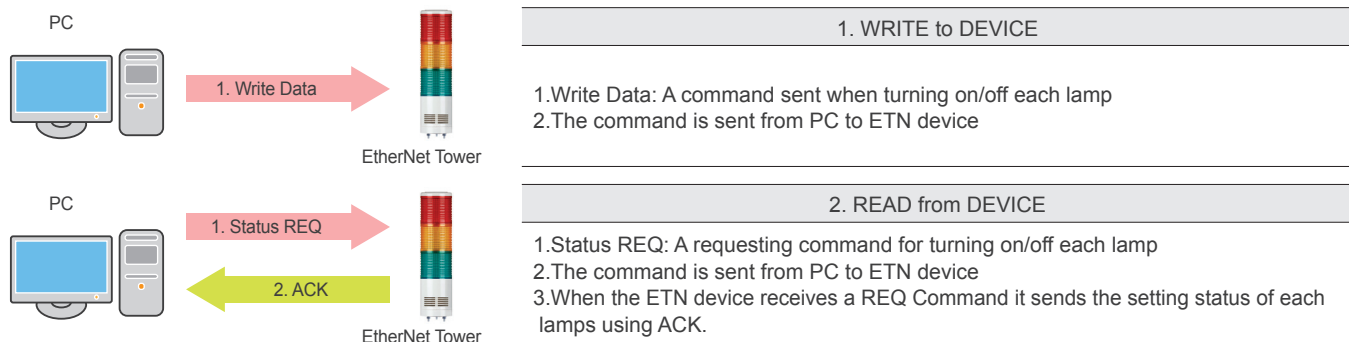 PC
1. Write Data
EtherNet Tower
1. WRITE to DEVICE
1.Write Data: A command sent when turning on/off each lamp
2.The command is sent from PC to ETN device
PC
1. Status REQ
2. ACK
EtherNet Tower
2. READ from DEVICE
1.Status REQ: A requesting command for turning on/off each lamp
2.The command is sent from PC to ETN device
3.When the ETN device receives a REQ Command it sends the setting status of each
lamps using ACK.